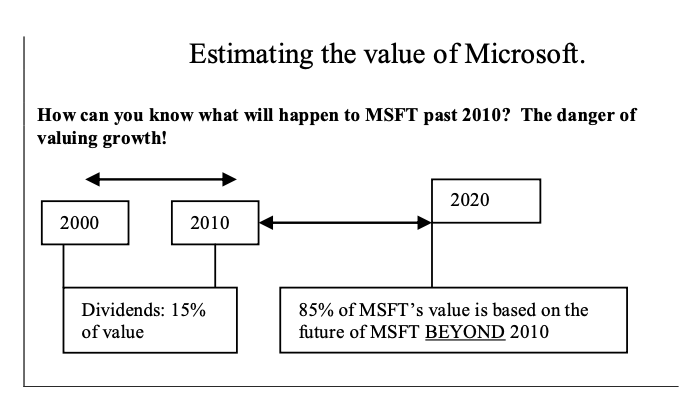 Estimating the value of Microsoft.
How can you know what will happen to MSFT past 2010? The danger of
valuing growth!
2000
2010
2020
Dividends: 15%
of value
85% of MSFT’s value is based on the
future of MSFT BEYOND 2010